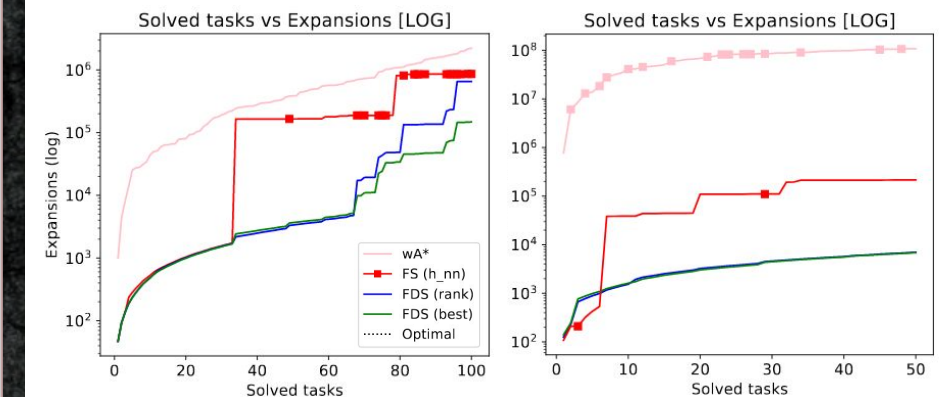 Solved tasks vs Expansions [LOG]
Expansions (log)
10^6
10^5
10^4
10^3
10^2
0 20 40 60 80 100
Solved tasks
wA*
FS (h_nn)
FDS (rank)
FDS (best)
Optimal
Solved tasks vs Expansions [LOG]
10^8
10^7
10^6
10^5
10^4
10^3
10^2
0 10 20 30 40 50
Solved tasks